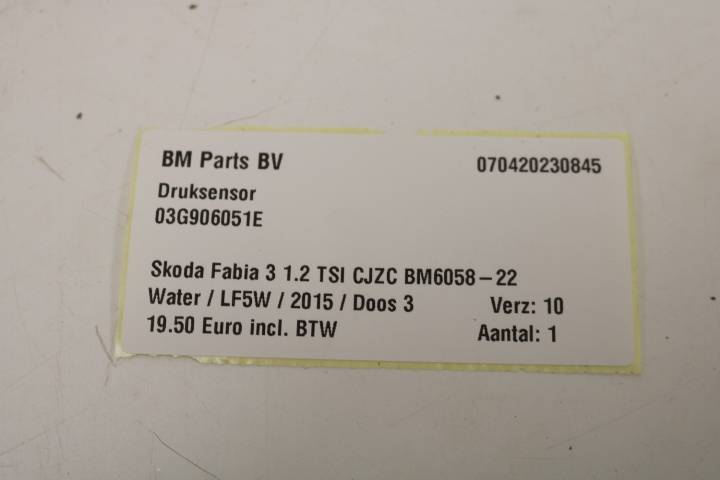 BM Parts BV 070420230845
Druksensor
03G906051E
Skoda Fabia 3 1.2 TSI CJZC BM6058-22
Water / LF5W / 2015 / Doos 3 Verz: 10
19.50 Euro incl. BTW Aantal: 1